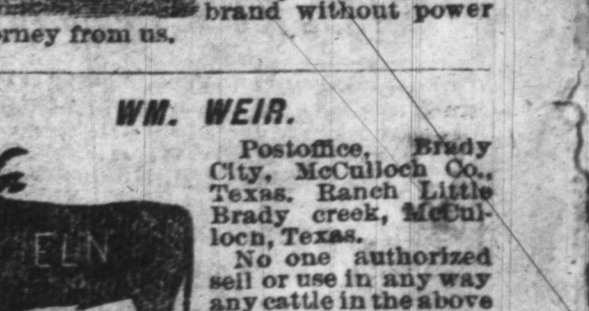 brand without power
orney from us.
WM. WEIR.
Postoffice, Brady
City, McCulloch Co.,
Texas. Ranch Little
Brady creek, McCul-
loch, Texas.
ELN
No one authorized
sell or use in any way
any cattle in the above